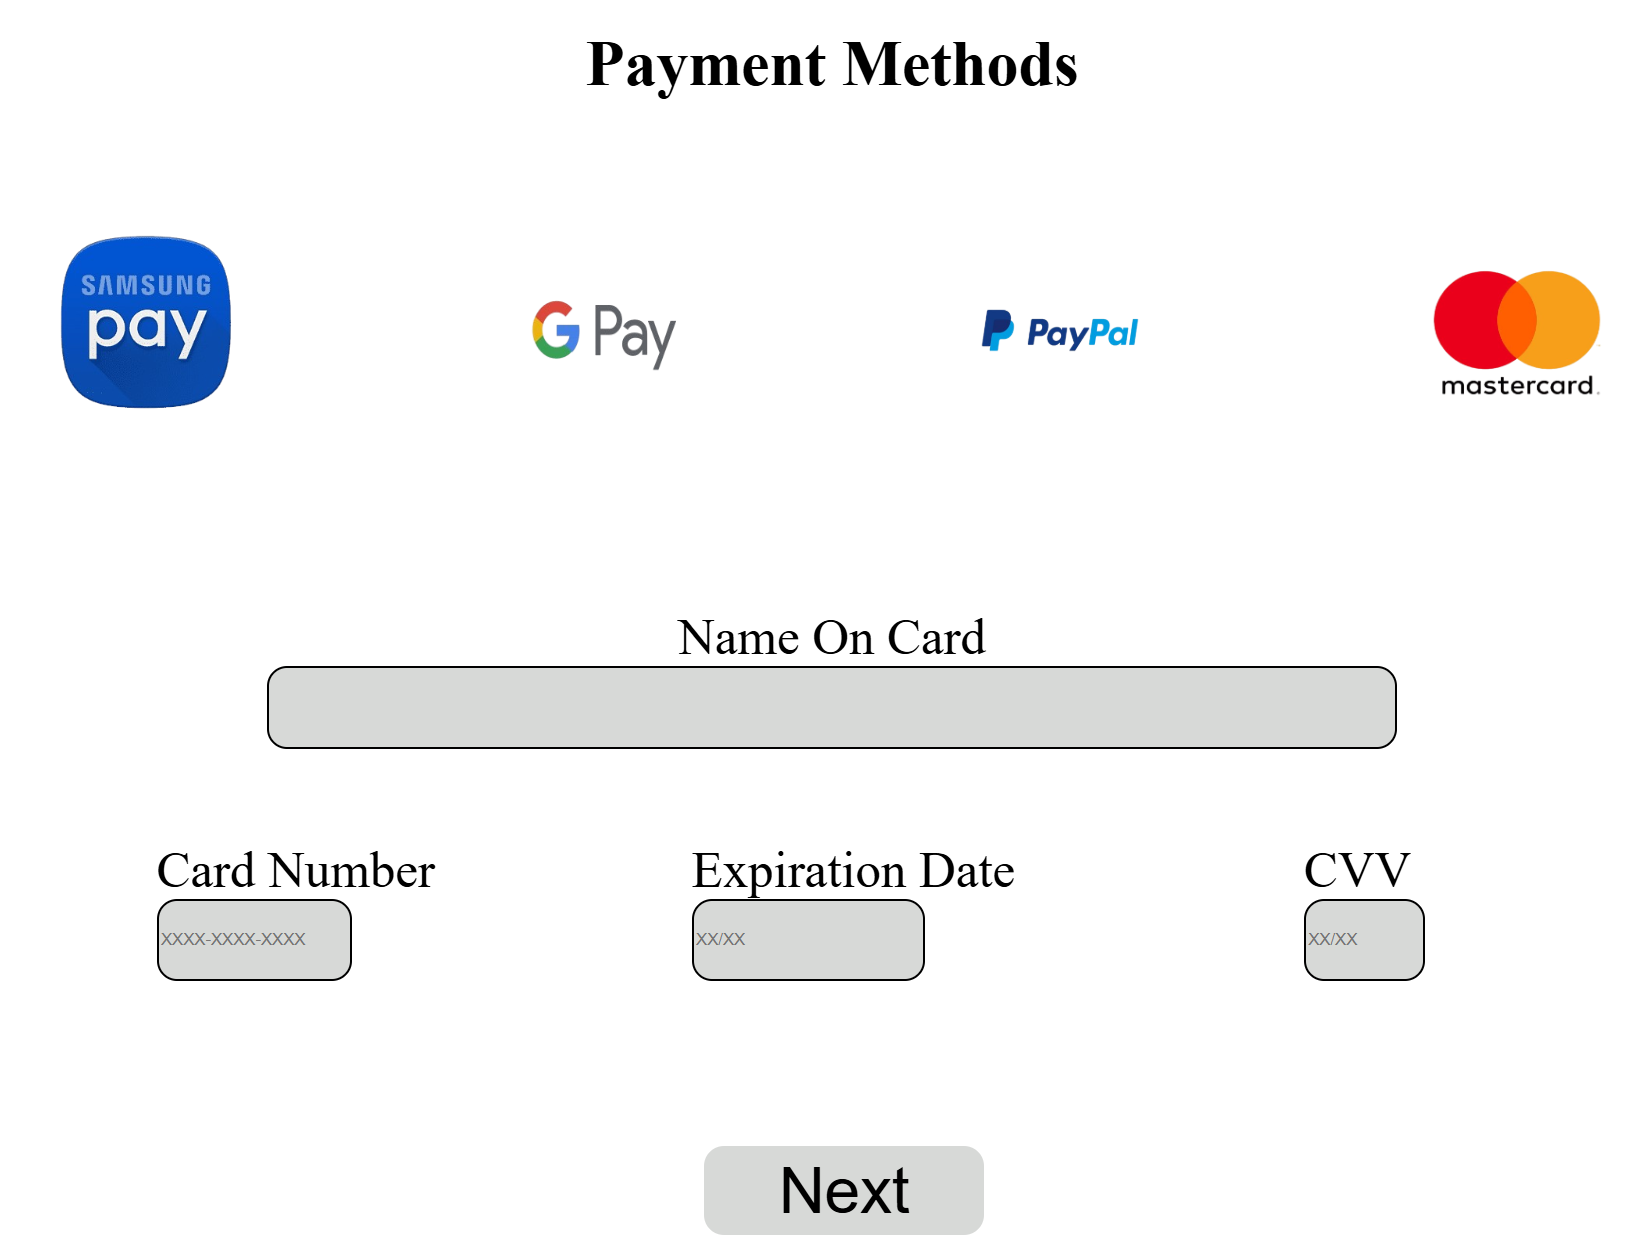 Payment Methods
SAMSUNG
pay
G Pay
PayPal
mastercard.
Name On Card
Card Number
Expiration Date
CVV
XXXX-XXXX-XXXX
XX/XX
XX/XX
Next